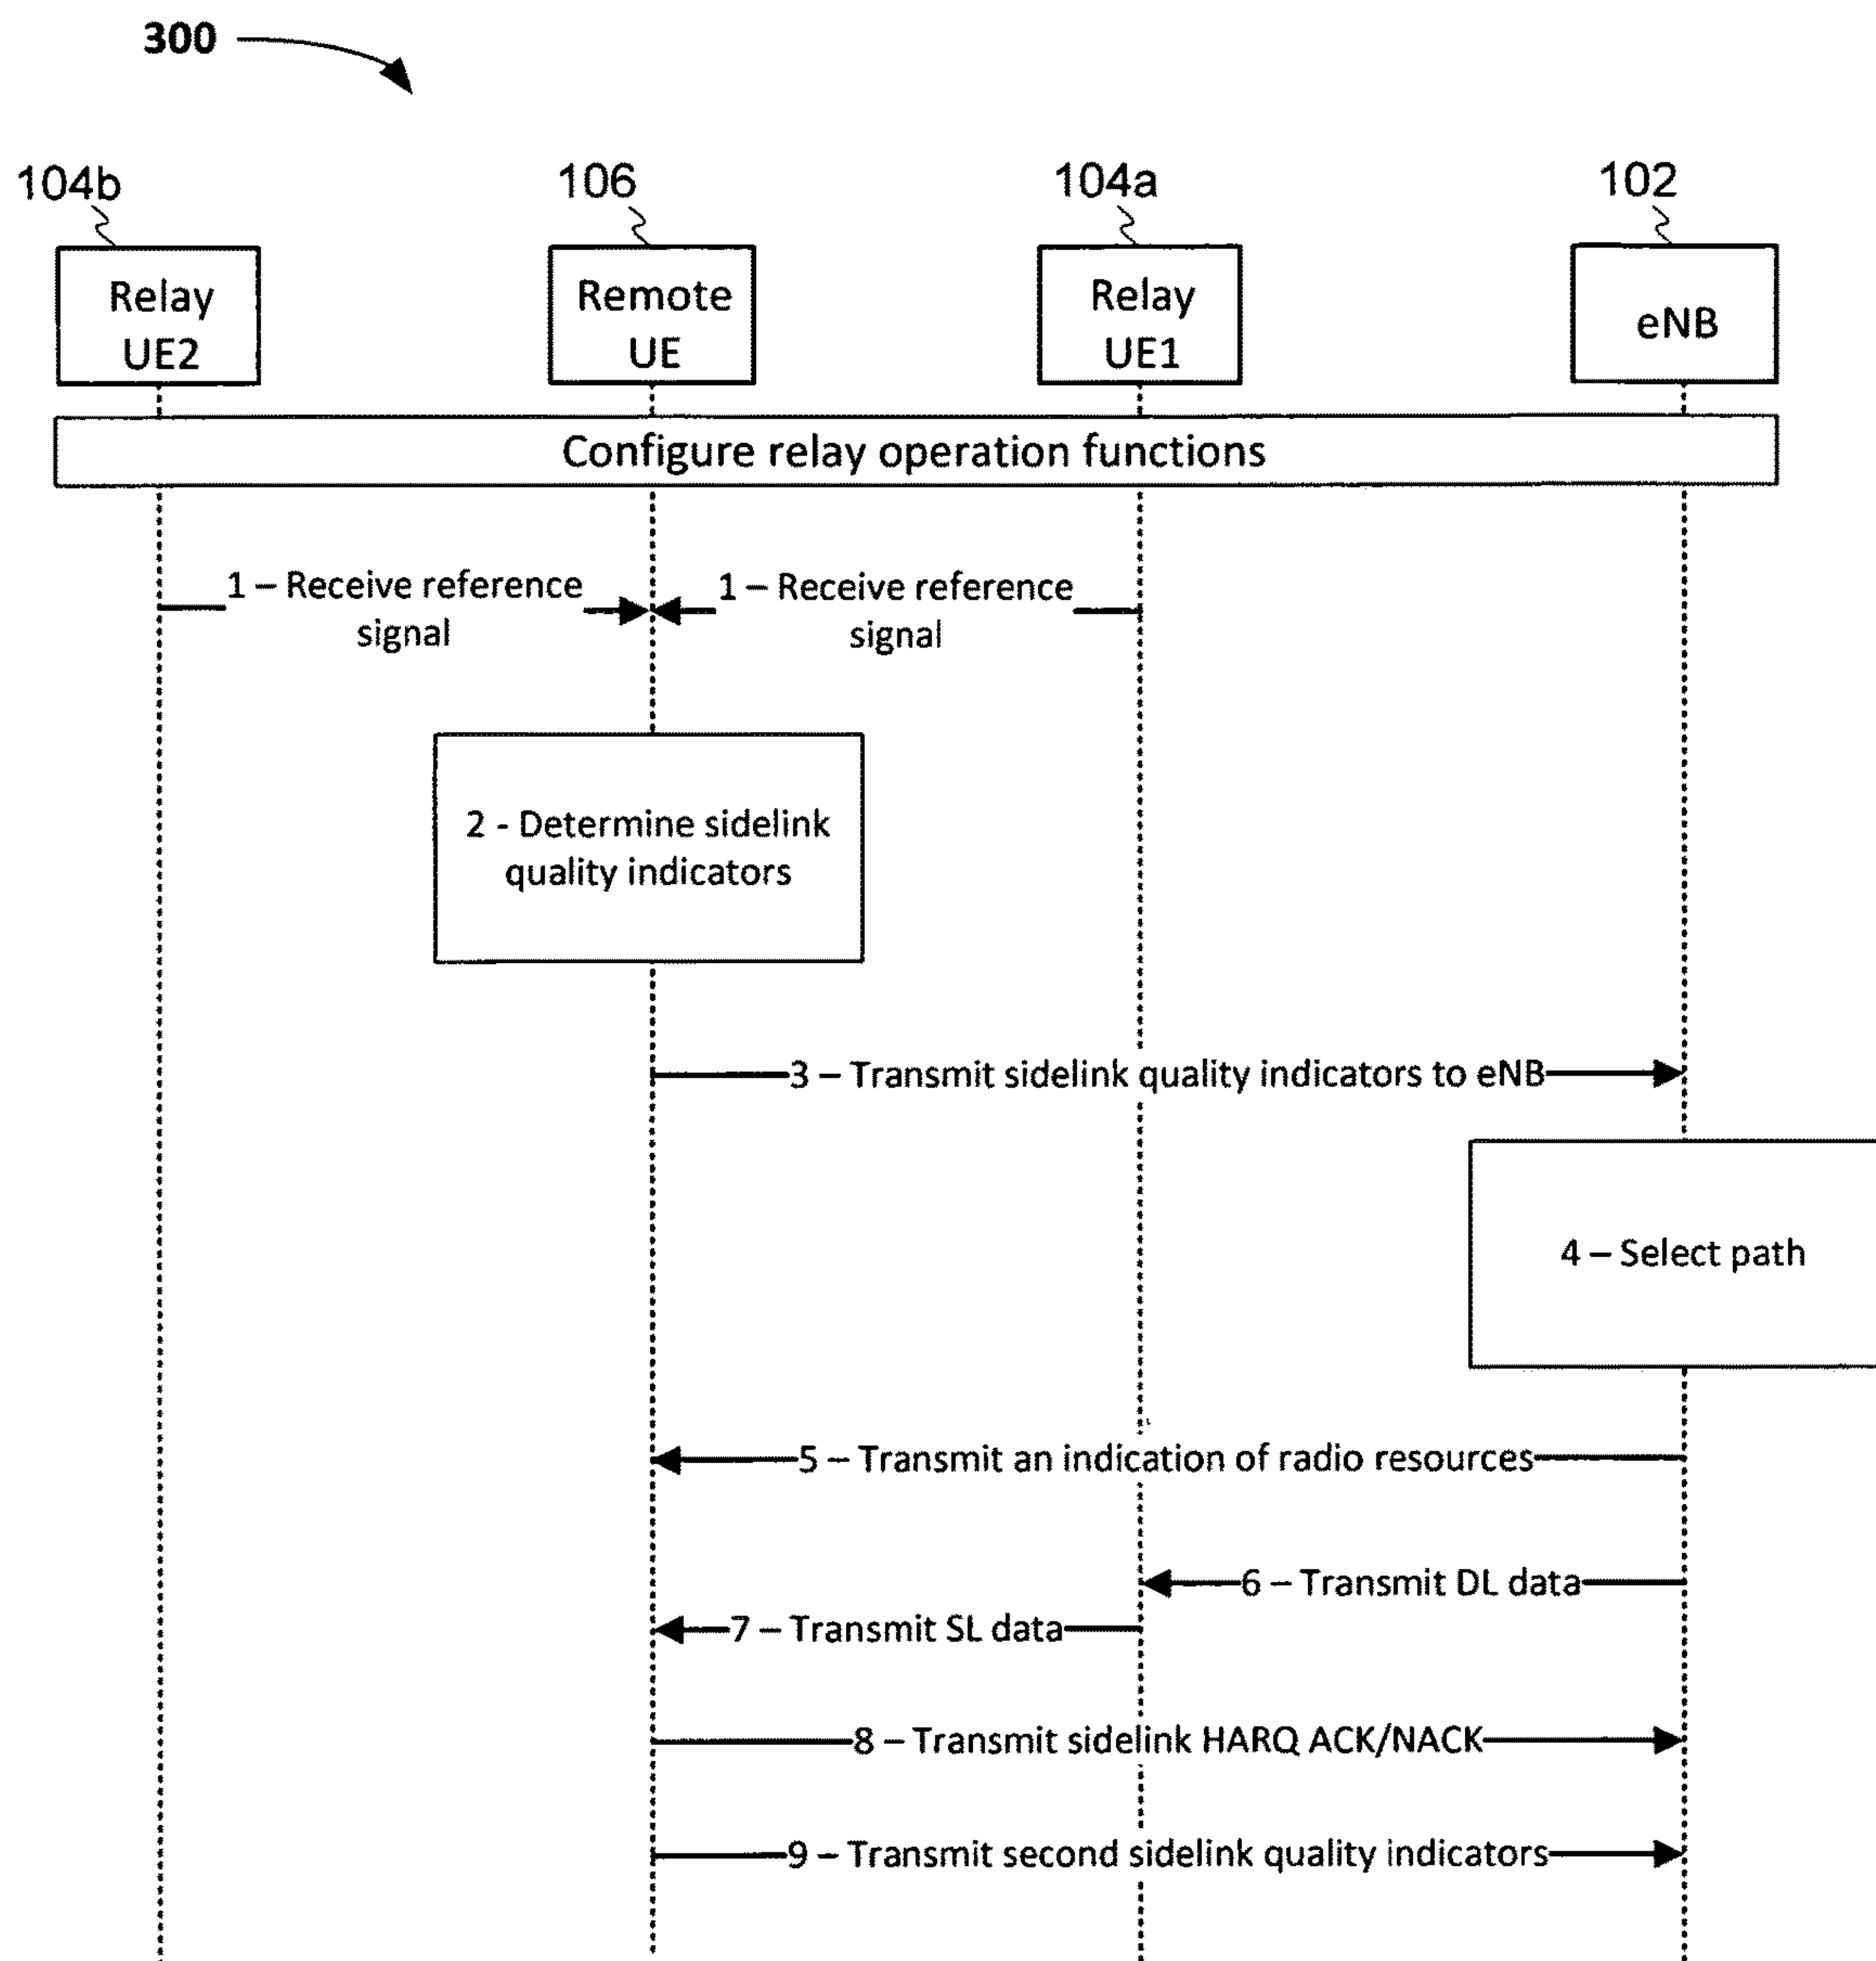 300
104b
106
104a
102
Relay
UE2
Remote
UE
Relay
UE1
eNB
Configure relay operation functions
1 – Receive reference
signal
1 – Receive reference
signal
2 - Determine sidelink
quality indicators
3 – Transmit sidelink quality indicators to eNB
4 – Select path
5 – Transmit an indication of radio resources
6 – Transmit DL data
7 – Transmit SL data
8 – Transmit sidelink HARQ ACK/NACK
9 – Transmit second sidelink quality indicators